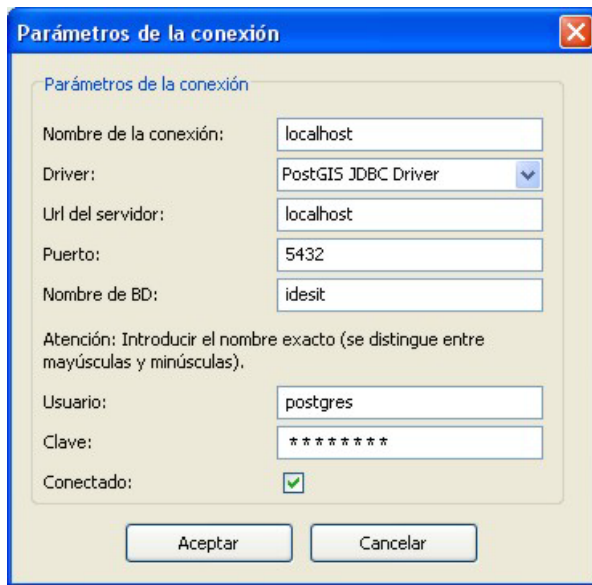 Parámetros de la conexión
Parámetros de la conexión
Nombre de la conexión: localhost
Driver: PostGIS JDBC Driver
Url del servidor: localhost
Puerto: 5432
Nombre de BD: idesit
Atención: Introducir el nombre exacto (se distingue entre
mayúsculas y minúsculas).
Usuario: postgres
Clave: ********
Conectado:
Aceptar Cancelar